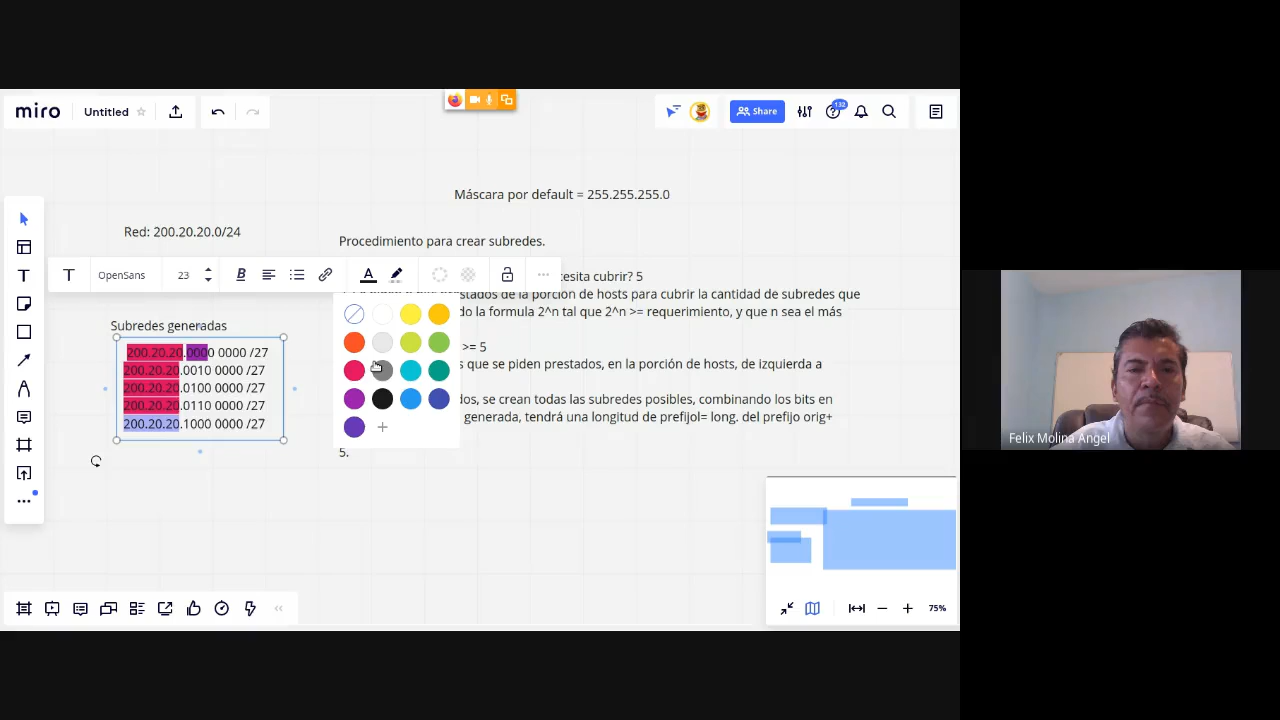 miro
Untitled
132
Share
Máscara por default = 255.255.255.0
Red: 200.20.20.0/24
Procedimiento para crear subredes.
OpenSans
23
B
A
cesita cubrir? 5
prestados de la porción de hosts para cubrir la cantidad de subredes que
do la formula 2^n tal que 2^n >= requerimiento, y que n sea el mas
Subredes generadas
>= 5
200.20.20.0000 0000 /27
s que se piden prestados, en la porción de hosts, de izquierda a
200.20.20.0010 0000 /27
200.20.20.0100 0000 /27
dos, se crean todas las subredes posibles, combinando los bits en
200.20.20.0110 0000 /27
generada, tendrá una longitud de prefijol= long. del prefijo orig+
200.20.20.1000 0000 /27
5.
Felix Molina Angel
75%